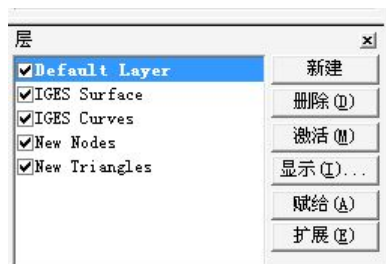 层
Default Layer
IGES Surface
IGES Curves
New Nodes
New Triangles
新建
删除(D)
激活(M)
显示(I)...
赋给(A)
扩展(E)